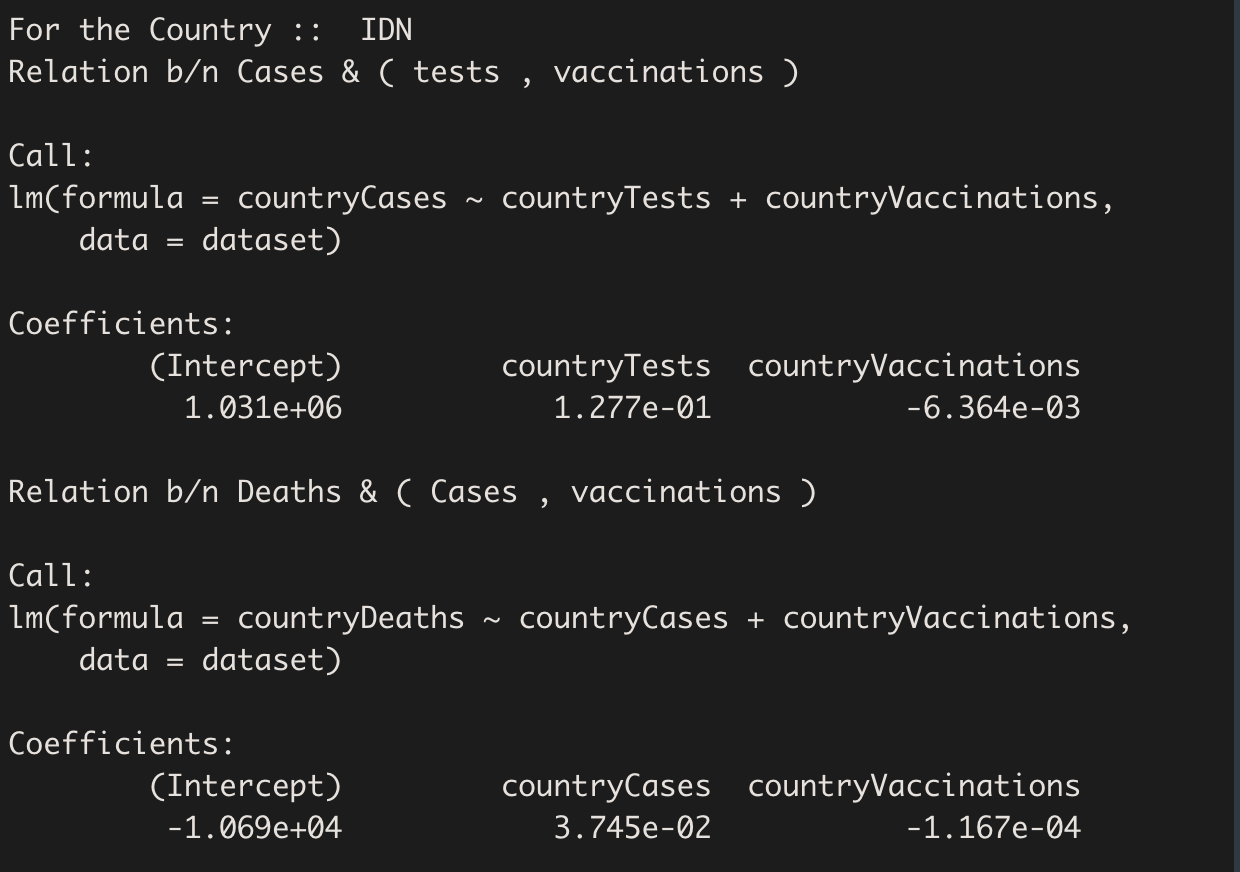 For the Country ::  IDN
Relation b/n Cases & ( tests , vaccinations )
Call:
lm(formula = countryCases ~ countryTests + countryVaccinations,
    data = dataset)
Coefficients:
        (Intercept)         countryTests  countryVaccinations
          1.031e+06            1.277e-01           -6.364e-03
Relation b/n Deaths & ( Cases , vaccinations )
Call:
lm(formula = countryDeaths ~ countryCases + countryVaccinations,
    data = dataset)
Coefficients:
        (Intercept)         countryCases  countryVaccinations
         -1.069e+04            3.745e-02           -1.167e-04